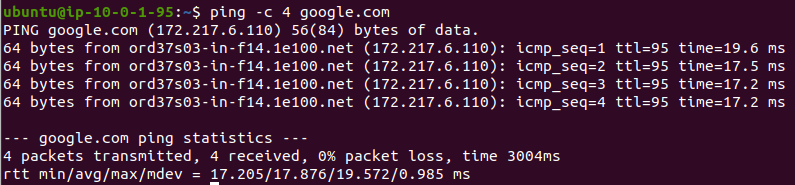 ubuntu@ip-10-0-1-95:~$ ping -c 4 google.com
PING google.com (172.217.6.110) 56(84) bytes of data.
64 bytes from ord37s03-in-f14.1e100.net (172.217.6.110): icmp_seq=1 ttl=95 time=19.6 ms
64 bytes from ord37s03-in-f14.1e100.net (172.217.6.110): icmp_seq=2 ttl=95 time=17.5 ms
64 bytes from ord37s03-in-f14.1e100.net (172.217.6.110): icmp_seq=3 ttl=95 time=17.2 ms
64 bytes from ord37s03-in-f14.1e100.net (172.217.6.110): icmp_seq=4 ttl=95 time=17.2 ms

--- google.com ping statistics ---
4 packets transmitted, 4 received, 0% packet loss, time 3004ms
rtt min/avg/max/mdev = 17.205/17.876/19.572/0.985 ms